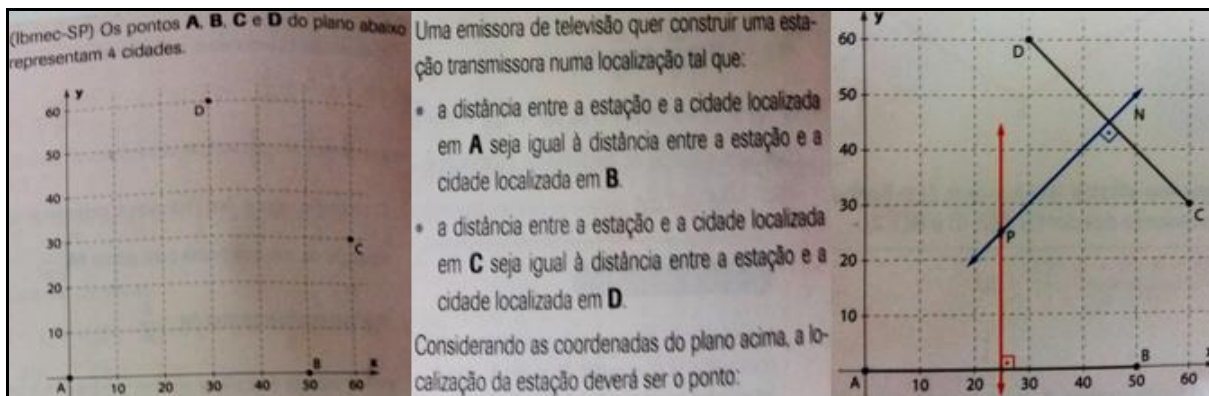 (Ibmec-SP) Os pontos A, B, C e D do plano abaixo
representam 4 cidades.
y
60
D
50
40
30
C
20
10
A
10
20
30
40
B
50
60
x
Uma emissora de televisão quer construir uma esta-
ção transmissora numa localização tal que:
• a distância entre a estação e a cidade localizada
em A seja igual à distância entre a estação e a
cidade localizada em B.
• a distância entre a estação e a cidade localizada
em C seja igual à distância entre a estação e a
cidade localizada em D.
Considerando as coordenadas do plano acima, a lo-
calização da estação deverá ser o ponto:
y
60
D
50
N
40
30
C
P
20
10
A
10
20
30
40
B
50
60